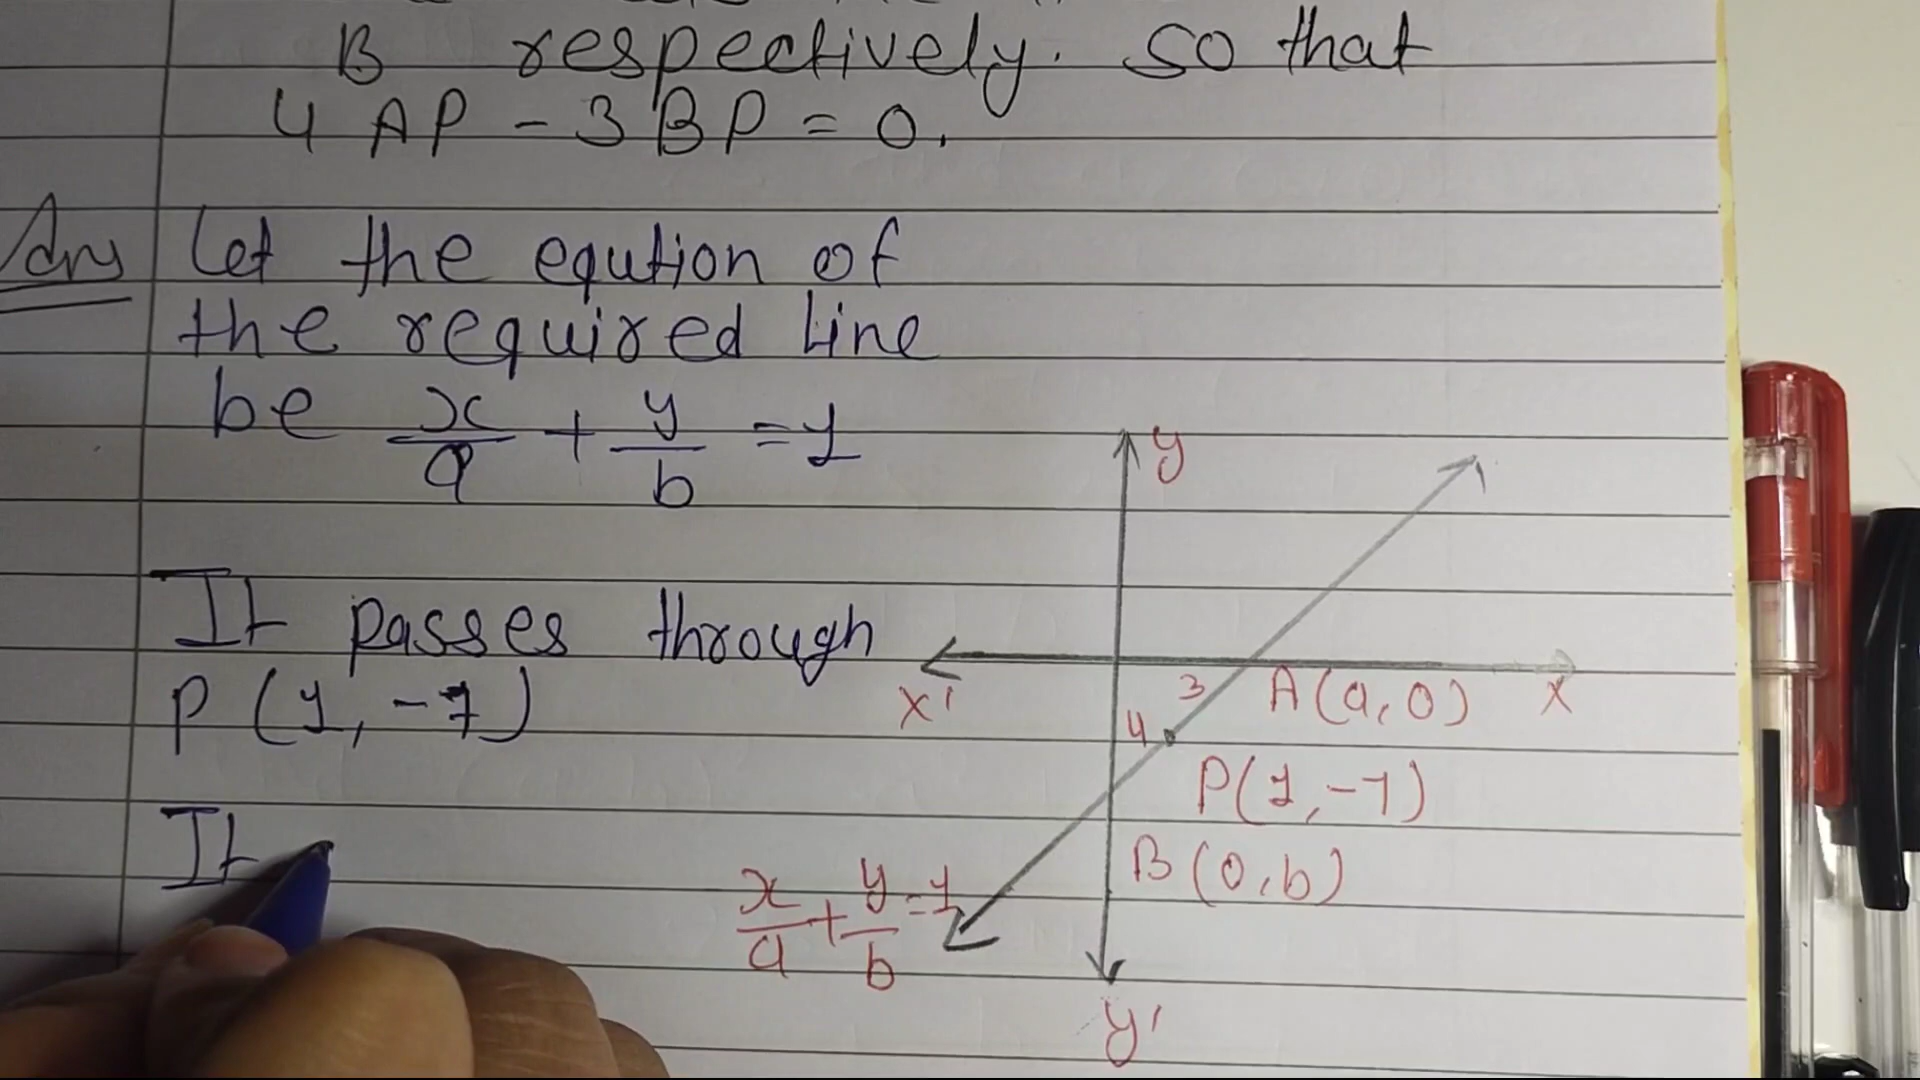 B respectively. so that
4 AP - 3 BP = 0.
Ans
Let the eqution of
the required line
be x/a + y/b = 1
It passes through
P (1, -7)
It
y
x'
3
A(a,0)
x
4
P(1,-7)
B(0,b)
x/a + y/b = 1
y'